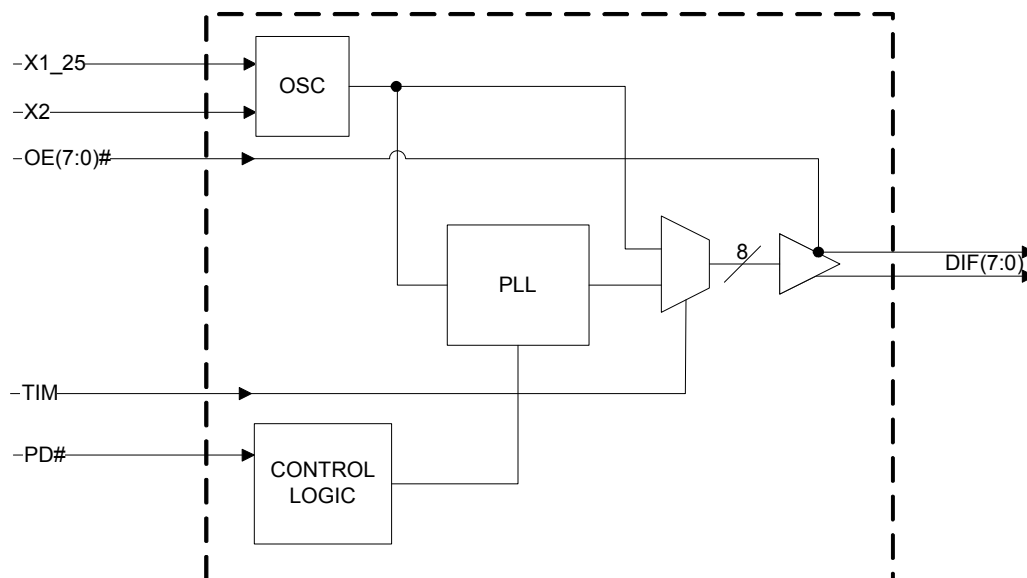 X1_25
OSC
X2
OE(7:0)#
8
DIF(7:0)
PLL
TIM
PD#
CONTROL
LOGIC